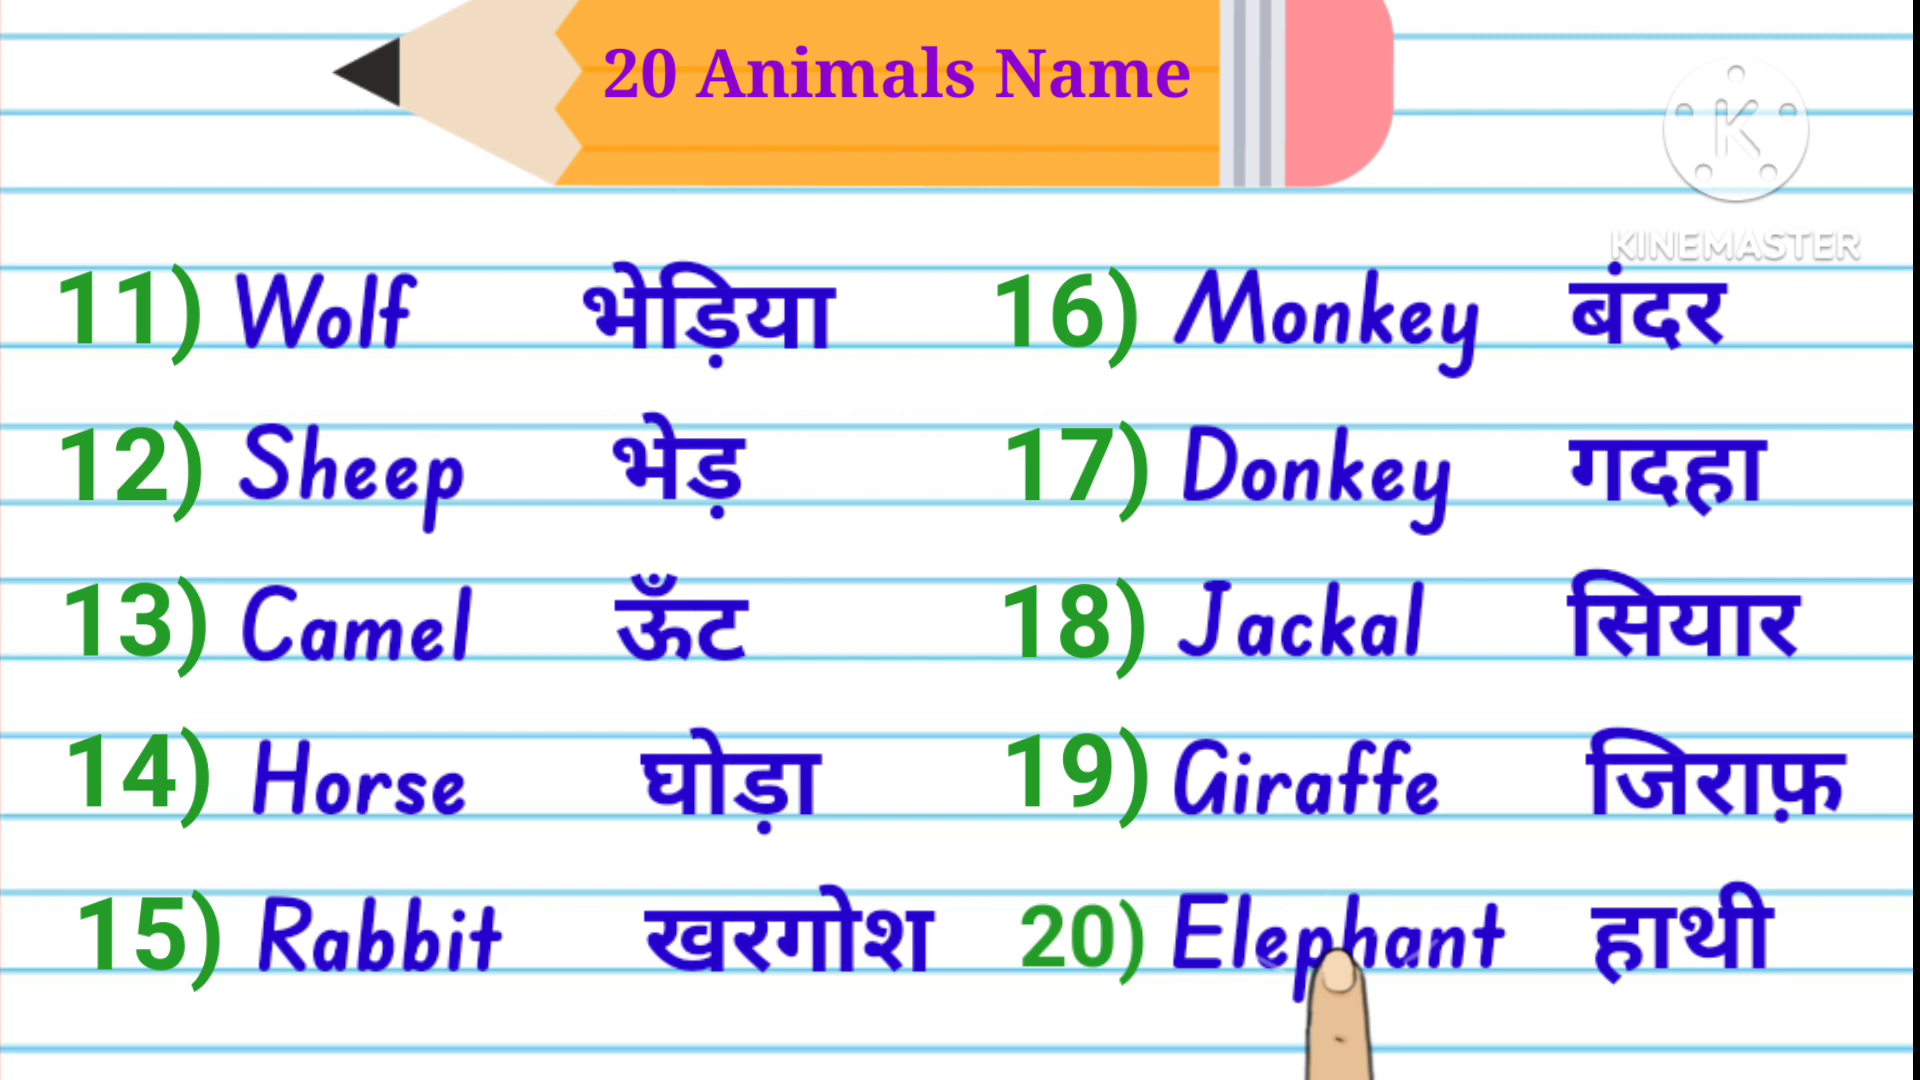 20 Animals Name
KINEMASTER
11) Wolf भेड़िया
12) Sheep भेड़
13) Camel ऊँट
14) Horse घोड़ा
15) Rabbit खरगोश
16) Monkey बंदर
17) Donkey गदहा
18) Jackal सियार
19) Giraffe जिराफ़
20) Elephant हाथी